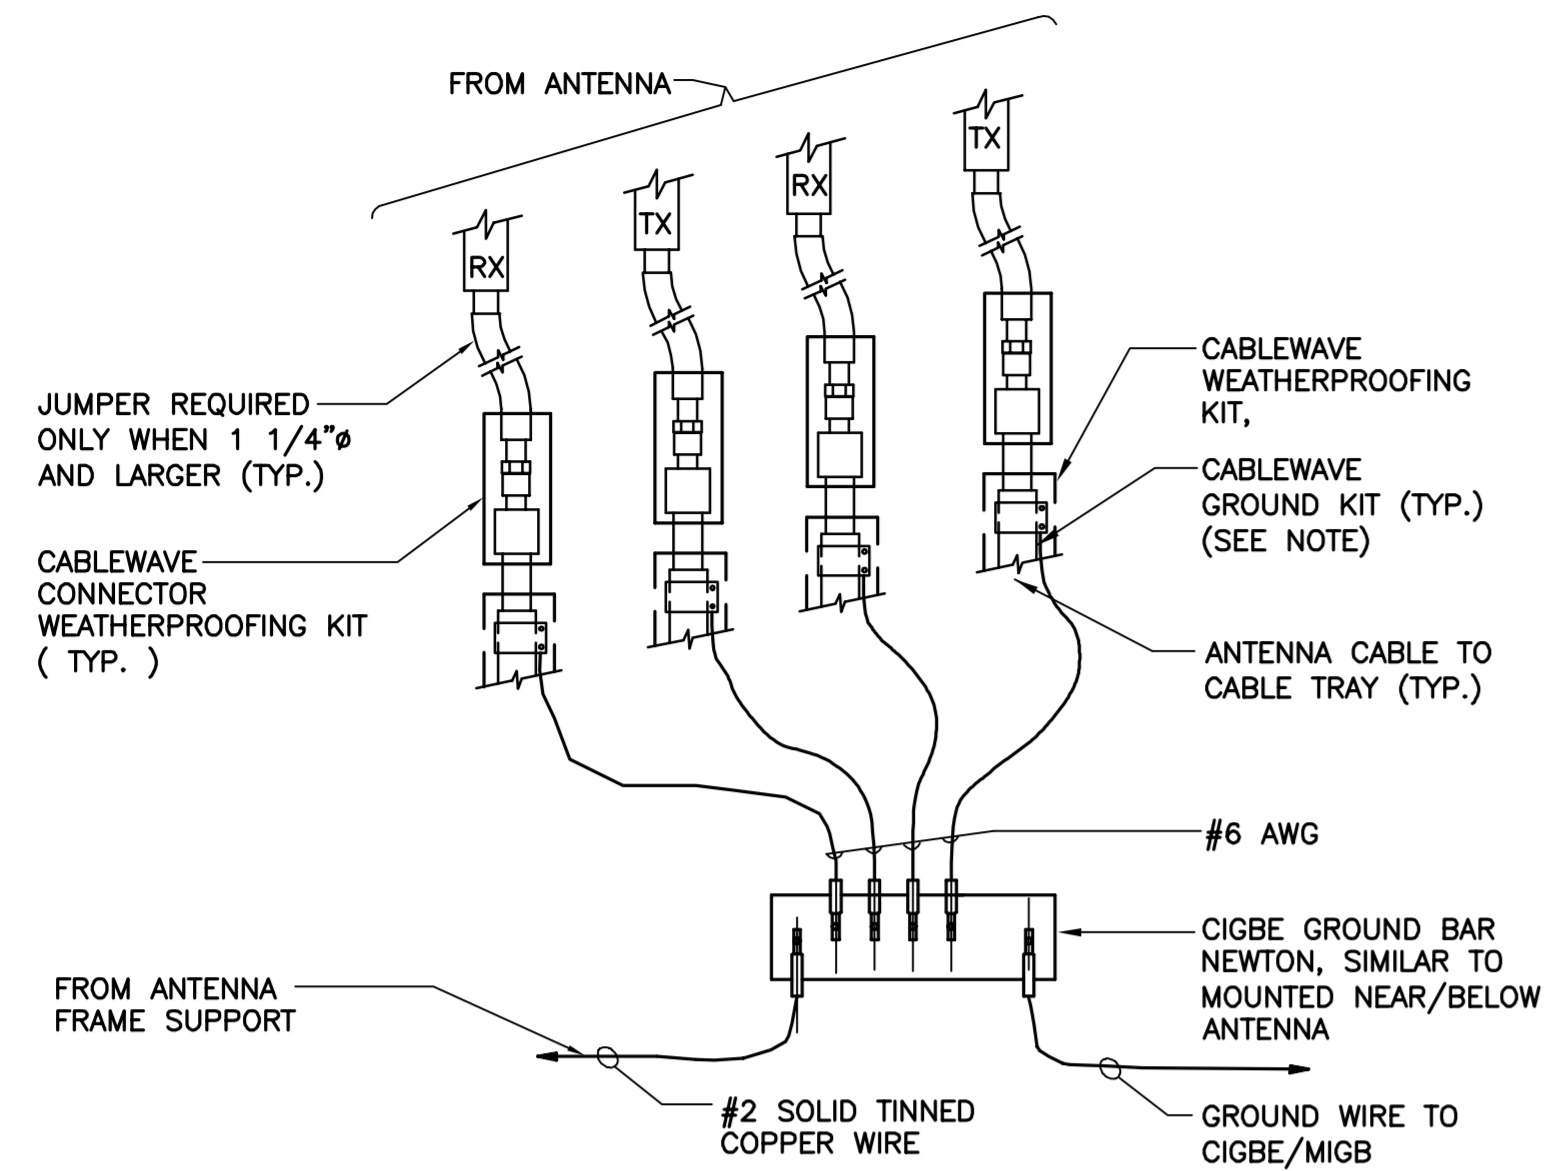 FROM ANTENNA
RX
TX
RX
TX
JUMPER REQUIRED
ONLY WHEN 1 1/4"ø
AND LARGER (TYP.)
CABLEWAVE
CONNECTOR
WEATHERPROOFING KIT
( TYP. )
CABLEWAVE
WEATHERPROOFING
KIT,
CABLEWAVE
GROUND KIT (TYP.)
(SEE NOTE)
ANTENNA CABLE TO
CABLE TRAY (TYP.)
#6 AWG
CIGBE GROUND BAR
NEWTON, SIMILAR TO
MOUNTED NEAR/BELOW
ANTENNA
FROM ANTENNA
FRAME SUPPORT
#2 SOLID TINNED
COPPER WIRE
GROUND WIRE TO
CIGBE/MIGB